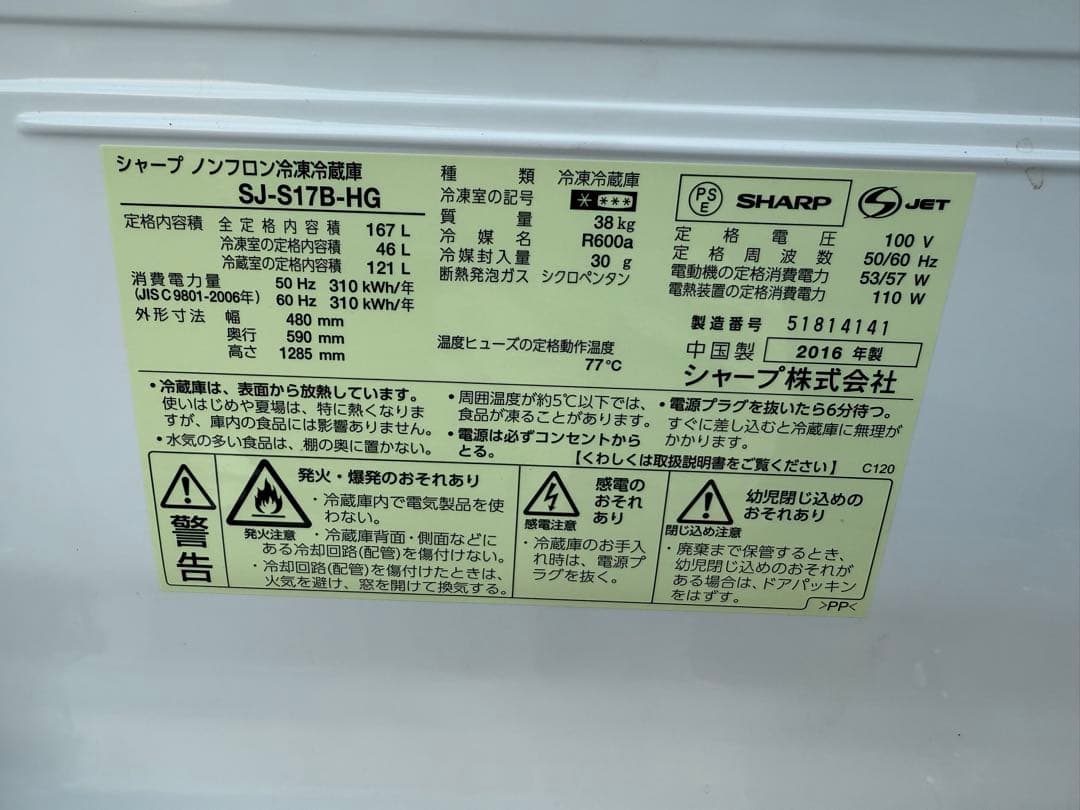 シャープ ノンフロン冷凍冷蔵庫
SJ-S17B-HG
定格内容積 全定格内容積 167 L
冷凍室の定格内容積 46 L
冷蔵室の定格内容積 121 L
消費電力量 50 Hz 310 kWh/年
(JIS C 9801-2006年) 60 Hz 310 kWh/年
外形寸法 幅 480 mm
奥行 590 mm
高さ 1285 mm
種類 冷凍冷蔵庫
冷凍室の記号 * ***
質量 38 kg
冷媒名 R600a
冷媒封入量 30 g
断熱発泡ガス シクロペンタン
温度ヒューズの定格動作温度
77℃
PSE SHARP S JET
定格電圧 100 V
定格周波数 50/60 Hz
電動機の定格消費電力 53/57 W
電熱装置の定格消費電力 110 W
製造番号 51814141
中国製 2016 年製
シャープ株式会社
・冷蔵庫は、表面から放熱しています。
使いはじめや夏場は、特に熱くなりま
すが、庫内の食品には影響ありません。
・水気の多い食品は、棚の奥に置かない。
・周囲温度が約5℃以下では、
食品が凍ることがあります。
・電源は必ずコンセントから
とる。
・電源プラグを抜いたら6分待つ。
すぐに差し込むと冷蔵庫に無理が
かかります。
【くわしくは取扱説明書をご覧ください】 C120
警告
発火・爆発のおそれあり
発火注意
・冷蔵庫内で電気製品を使
わない。
・冷蔵庫背面・側面などに
ある冷却回路(配管)を傷付けない。
・冷却回路(配管)を傷付けたときは、
火気を避け、窓を開けて換気する。
感電の
おそれ
あり
感電注意
・冷蔵庫のお手入
れ時は、電源プ
ラグを抜く。
幼児閉じ込めの
おそれあり
閉じ込め注意
・廃棄まで保管するとき、
幼児閉じ込めのおそれが
ある場合は、ドアパッキン
をはずす。
>PP<